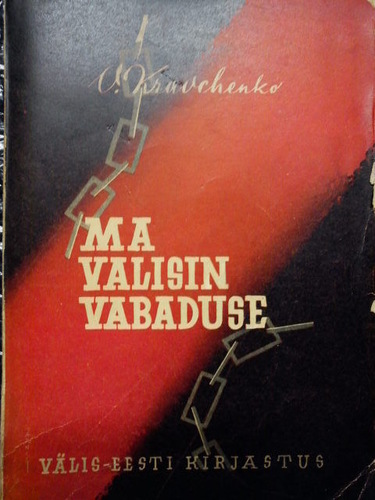 V. Kravchenko
MA
VALISIN
VABADUSE
VÄLIS-EESTI KIRJASTUS